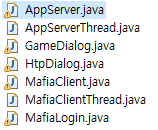 AppServer.java
AppServerThread.java
GameDialog.java
HtpDialog.java
MafiaClient.java
MafiaClientThread.java
MafiaLogin.java